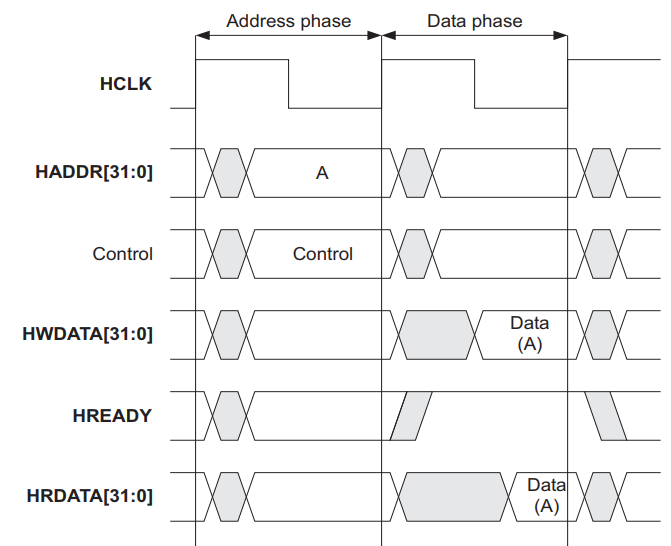 Address phase
Data phase
HCLK
HADDR[31:0]
A
Control
Control
HWDATA[31:0]
Data
(A)
HREADY
HRDATA[31:0]
Data
(A)